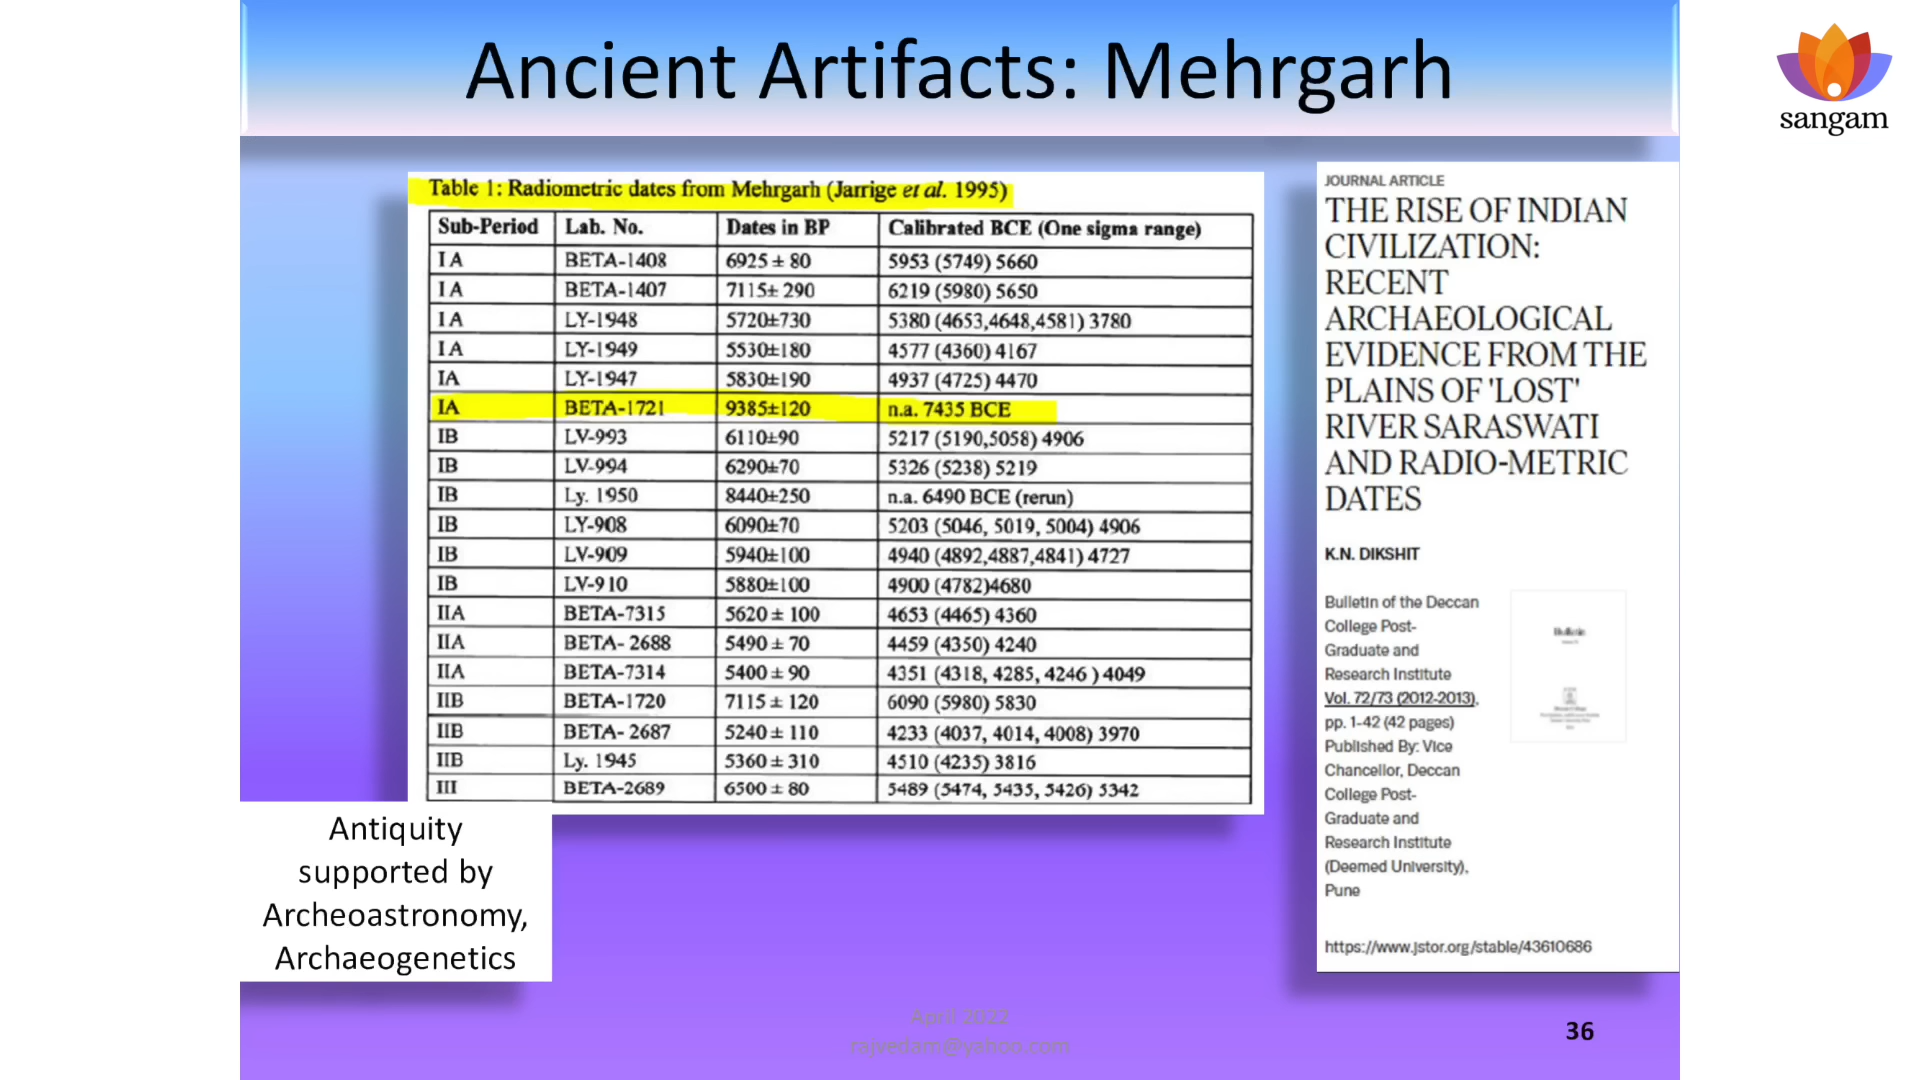 Ancient Artifacts: Mehrgarh
sangam
Table 1: Radiometric dates from Mehrgarh (Jarrige et al. 1995)
Sub-Period Lab. No. Dates in BP Calibrated BCE (One sigma range)
I A BETA-1408 6925 ± 80 5953 (5749) 5660
I A BETA-1407 7115± 290 6219 (5980) 5650
I A LY-1948 5720±730 5380 (4653,4648,4581) 3780
I A LY-1949 5530±180 4577 (4360) 4167
IA LY-1947 5830±190 4937 (4725) 4470
IA BETA-1721 9385±120 n.a. 7435 BCE
IB LV-993 6110±90 5217 (5190,5058) 4906
IB LV-994 6290±70 5326 (5238) 5219
IB Ly. 1950 8440±250 n.a. 6490 BCE (rerun)
IB LY-908 6090±70 5203 (5046, 5019, 5004) 4906
IB LV-909 5940±100 4940 (4892,4887,4841) 4727
IB LV-910 5880±100 4900 (4782)4680
IIA BETA-7315 5620 ± 100 4653 (4465) 4360
IIA BETA- 2688 5490 ± 70 4459 (4350) 4240
IIA BETA-7314 5400 ± 90 4351 (4318, 4285, 4246 ) 4049
IIB BETA-1720 7115 ± 120 6090 (5980) 5830
IIB BETA- 2687 5240 ± 110 4233 (4037, 4014, 4008) 3970
IIB Ly. 1945 5360 ± 310 4510 (4235) 3816
III BETA-2689 6500 ± 80 5489 (5474, 5435, 5426) 5342
JOURNAL ARTICLE
THE RISE OF INDIAN
CIVILIZATION:
RECENT
ARCHAEOLOGICAL
EVIDENCE FROM THE
PLAINS OF 'LOST'
RIVER SARASWATI
AND RADIO-METRIC
DATES
K.N. DIKSHIT
Bulletin of the Deccan
College Post-
Graduate and
Research Institute
Vol. 72/73 (2012-2013),
pp. 1-42 (42 pages)
Published By: Vice
Chancellor, Deccan
College Post-
Graduate and
Research Institute
(Deemed University),
Pune
Bulletin
https://www.jstor.org/stable/43610686
Antiquity
supported by
Archeoastronomy,
Archaeogenetics
April 2022
rajvedam@yahoo.com
36